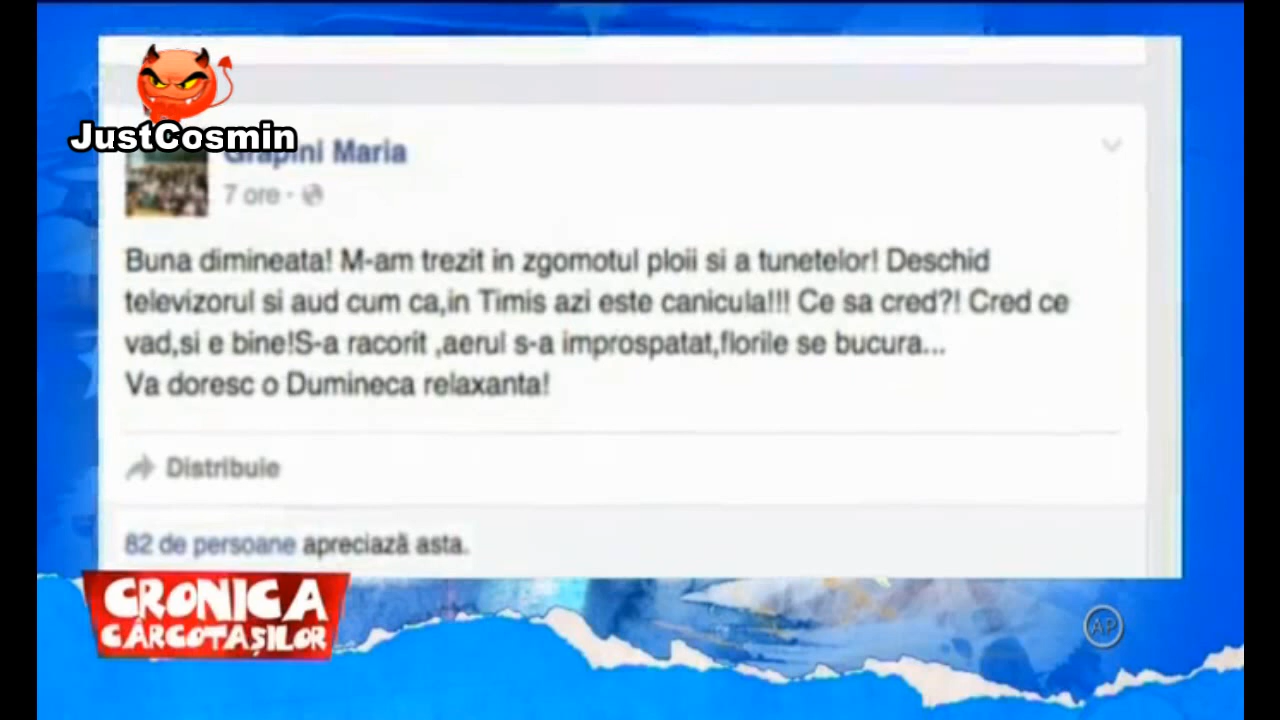 JustCosmin
Grapini Maria
7 ore ·
Buna dimineata! M-am trezit in zgomotul ploii si a tunetelor! Deschid
televizorul si aud cum ca,in Timis azi este canicula!!! Ce sa cred?! Cred ce
vad,si e bine!S-a racorit ,aerul s-a improspatat,florile se bucura...
Va doresc o Dumineca relaxanta!
Distribuie
82 de persoane apreciază asta.
CRONICA
CÂRCOTAȘILOR
AP